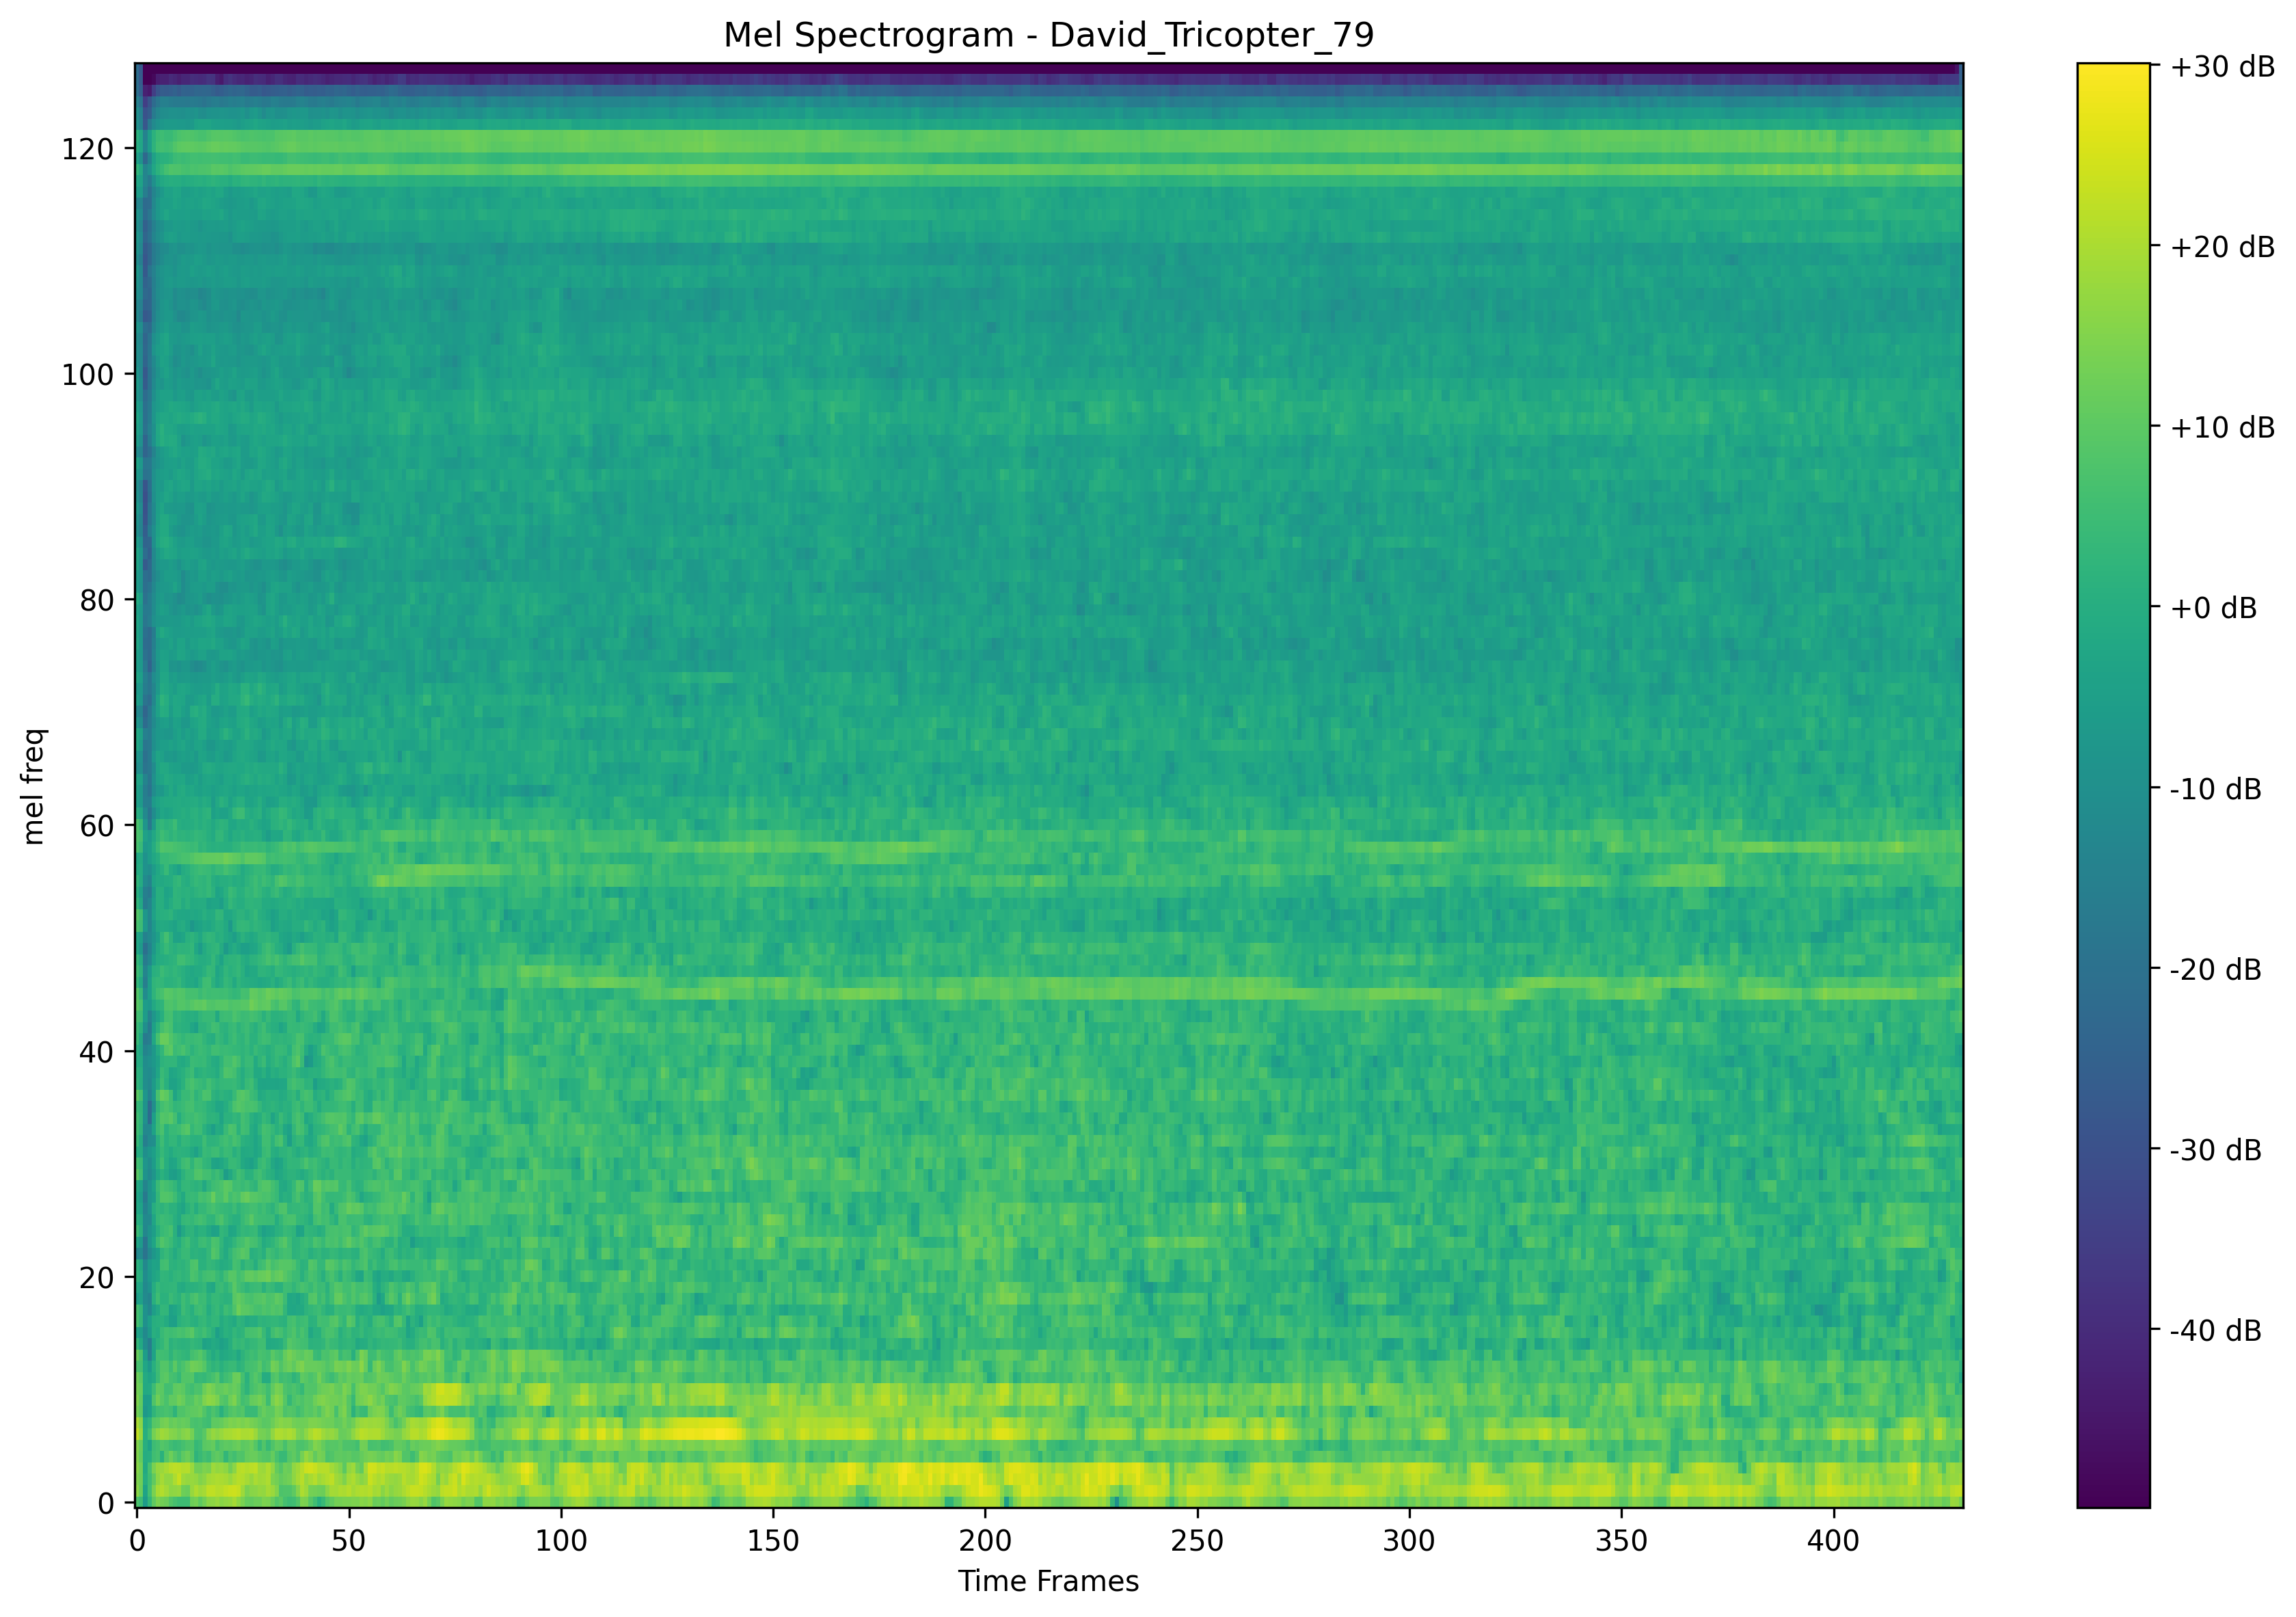 Mel Spectrogram - David_Tricopter_79
mel freq
120
100
80
60
40
20
0
0 50 100 150 200 250 300 350 400
Time Frames
+30 dB
+20 dB
+10 dB
+0 dB
-10 dB
-20 dB
-30 dB
-40 dB